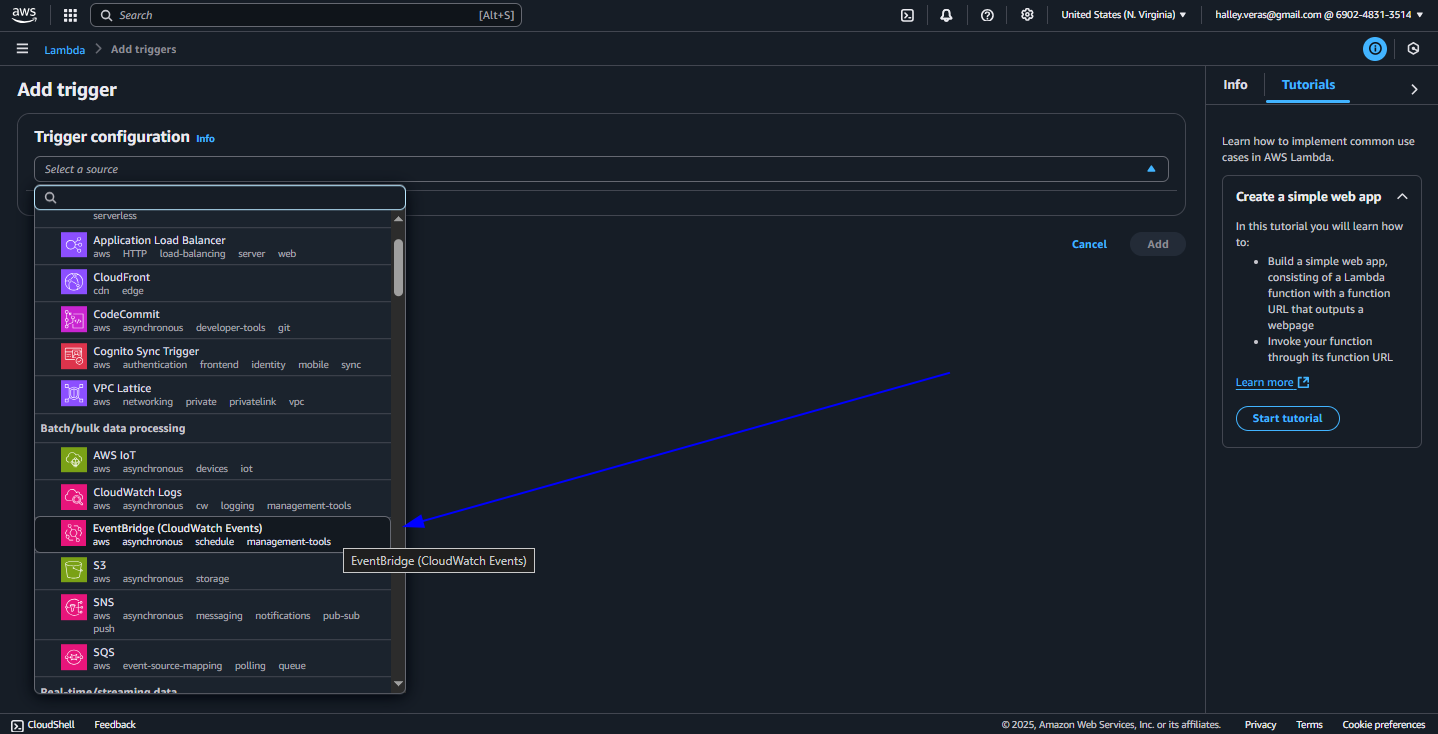 aws
Search [Alt+S]
United States (N. Virginia) ▼
halley.veras@gmail.com @ 6902-4831-3514 ▼
Lambda > Add triggers
Add trigger
Trigger configuration Info
Select a source
serverless
Application Load Balancer
aws HTTP load-balancing server web
CloudFront
cdn edge
CodeCommit
aws asynchronous developer-tools git
Cognito Sync Trigger
aws authentication frontend identity mobile sync
VPC Lattice
aws networking private privatelink vpc
Batch/bulk data processing
AWS IoT
aws asynchronous devices iot
CloudWatch Logs
aws asynchronous cw logging management-tools
EventBridge (CloudWatch Events)
aws asynchronous schedule management-tools
EventBridge (CloudWatch Events)
S3
aws asynchronous storage
SNS
aws asynchronous messaging notifications pub-sub
push
SQS
aws event-source-mapping polling queue
Real-time/streaming data
Cancel Add
Info Tutorials
Learn how to implement common use
cases in AWS Lambda.
Create a simple web app
In this tutorial you will learn how
to:
• Build a simple web app,
consisting of a Lambda
function with a function
URL that outputs a
webpage
• Invoke your function
through its function URL
Learn more
Start tutorial
CloudShell Feedback
© 2025, Amazon Web Services, Inc. or its affiliates. Privacy Terms Cookie preferences